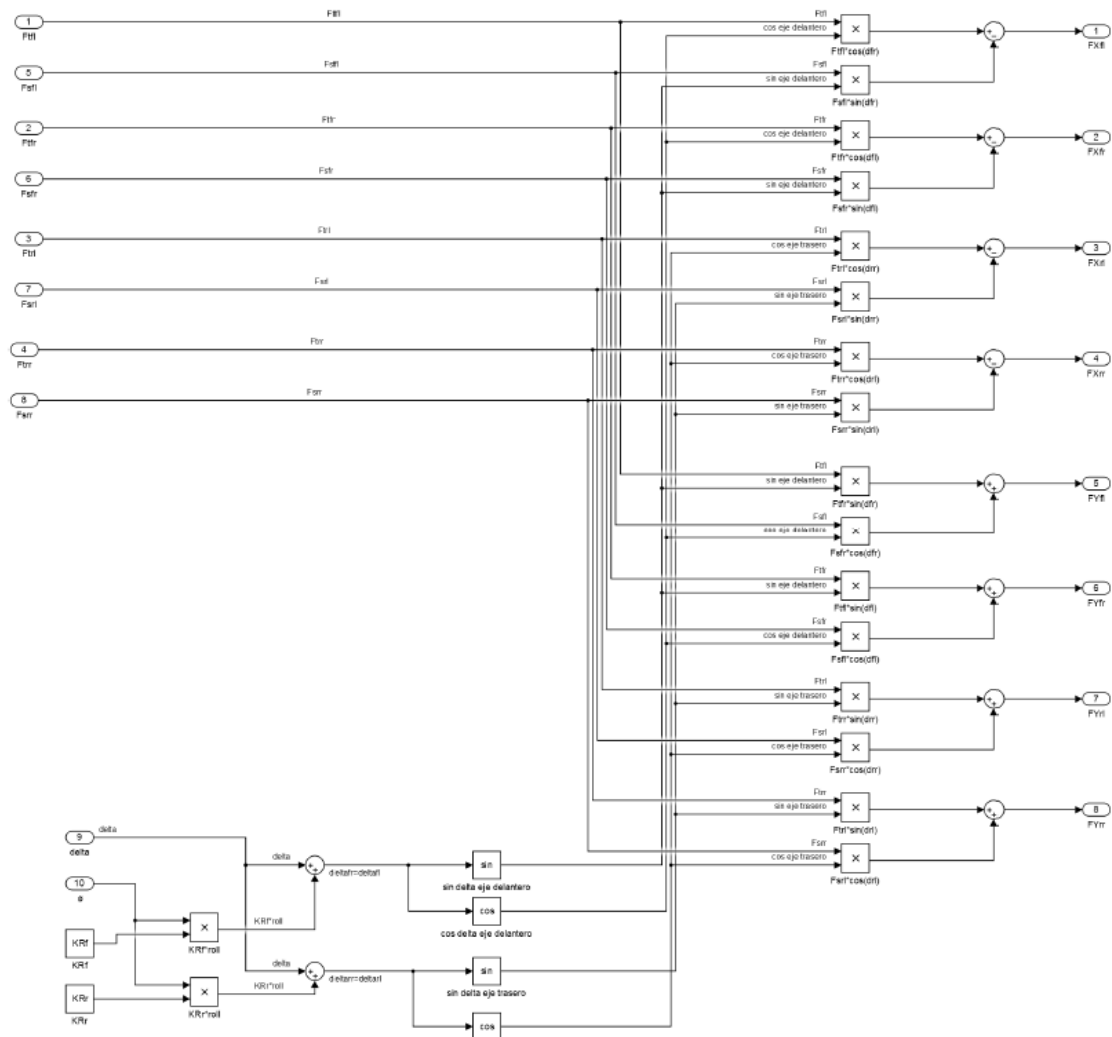 1
Ftfl
Ftfl
5
Fsfl
Fsfl
2
Ftfr
Ftfr
6
Fsfr
Fsfr
3
Ftrl
Ftrl
7
Fsrl
Fsrl
4
Ftrr
Ftrr
8
Fsrr
Fsrr
Ftfl
cos eje delantero
×
Ftfl*cos(dfr)
Fsfl
sin eje delantero
×
Fsfl*sin(dfr)
+
−
1
FXfl
Ftfr
cos eje delantero
×
Ftfr*cos(dfl)
Fsfr
sin eje delantero
×
Fsfr*sin(dfl)
+
−
2
FXfr
Ftrl
cos eje trasero
×
Ftrl*cos(drr)
Fsrl
sin eje trasero
×
Fsrl*sin(drr)
+
−
3
FXrl
Ftrr
cos eje trasero
×
Ftrr*cos(drl)
Fsrr
sin eje trasero
×
Fsrr*sin(drl)
+
−
4
FXrr
Ftfl
sin eje delantero
×
Ftfr*sin(dfr)
Fsfl
cos eje delantero
×
Fsfr*cos(dfr)
+
+
5
FYfl
Ftfr
sin eje delantero
×
Ftfl*sin(dfl)
Fsfr
cos eje delantero
×
Fsfl*cos(dfl)
+
+
6
FYfr
Ftrl
sin eje trasero
×
Ftrr*sin(drr)
Fsrl
cos eje trasero
×
Fsrr*cos(drr)
+
+
7
FYrl
Ftrr
sin eje trasero
×
Ftrl*sin(drl)
Fsrr
cos eje trasero
×
Fsrl*cos(drl)
+
+
8
FYrr
9
delta
delta
10
KRf
KRf
KRr
KRr
×
KRf*roll
KRf*roll
×
KRr*roll
KRr*roll
delta
+
+
deltafr=deltafl
delta
+
+
deltarr=deltarl
sin
sin delta eje delantero
cos
cos delta eje delantero
sin
sin delta eje trasero
cos